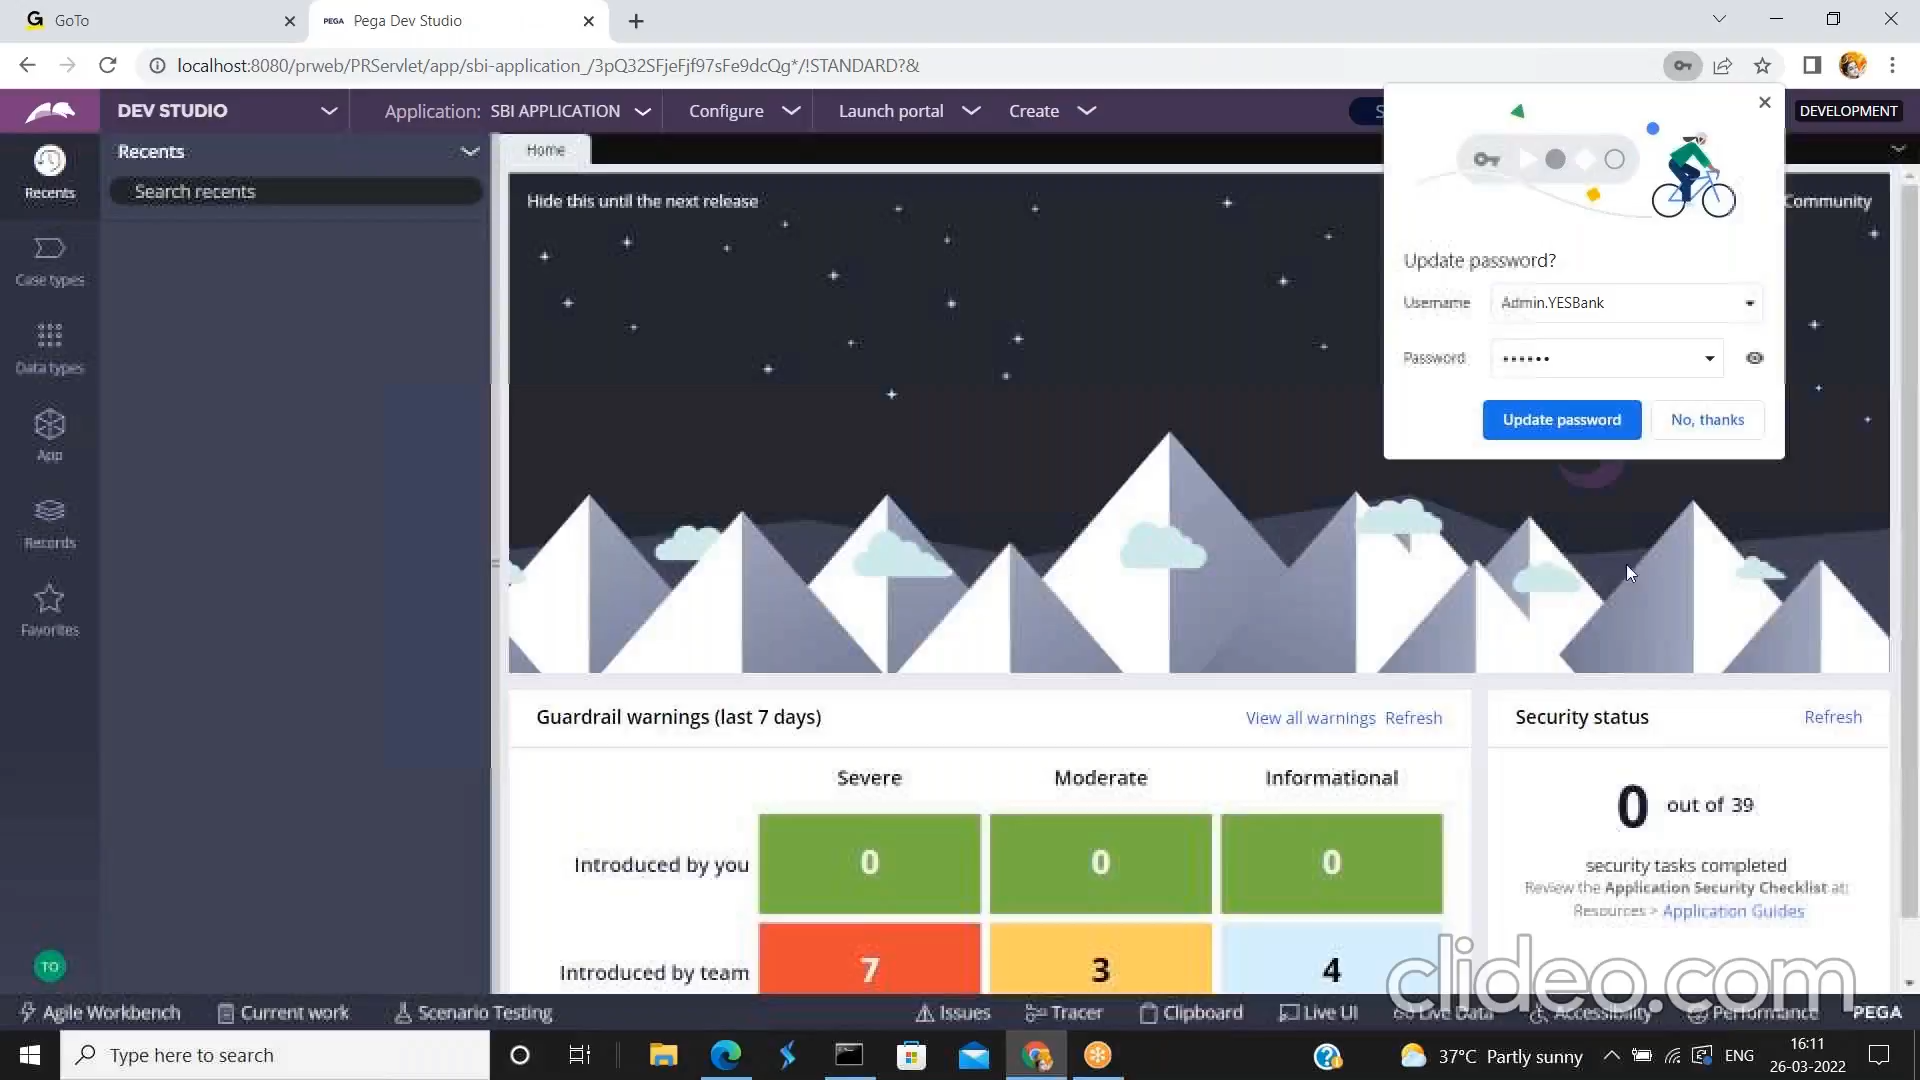 GoTo
PEGA Pega Dev Studio
localhost:8080/prweb/PRServlet/app/sbi-application_/3pQ32SFjeFjf97sFe9dcQg*/!STANDARD?&
DEV STUDIO
Application: SBI APPLICATION
Configure
Launch portal
Create
DEVELOPMENT
Recents
Recents
Search recents
Home
Hide this until the next release
Community
Case types
Data types
App
Records
Favorites
TO
Update password?
Username Admin.YESBank
Password ••••••
Update password
No, thanks
Guardrail warnings (last 7 days)
View all warnings Refresh
Severe Moderate Informational
Introduced by you 0 0 0
Introduced by team 7 3 4
Security status Refresh
0 out of 39
security tasks completed
Review the Application Security Checklist at:
Resources > Application Guides
clideo.com
Agile Workbench Current work Scenario Testing Issues Tracer Clipboard Live UI Live Data Accessibility Performance PEGA
Type here to search
37°C Partly sunny
ENG
16:11
26-03-2022